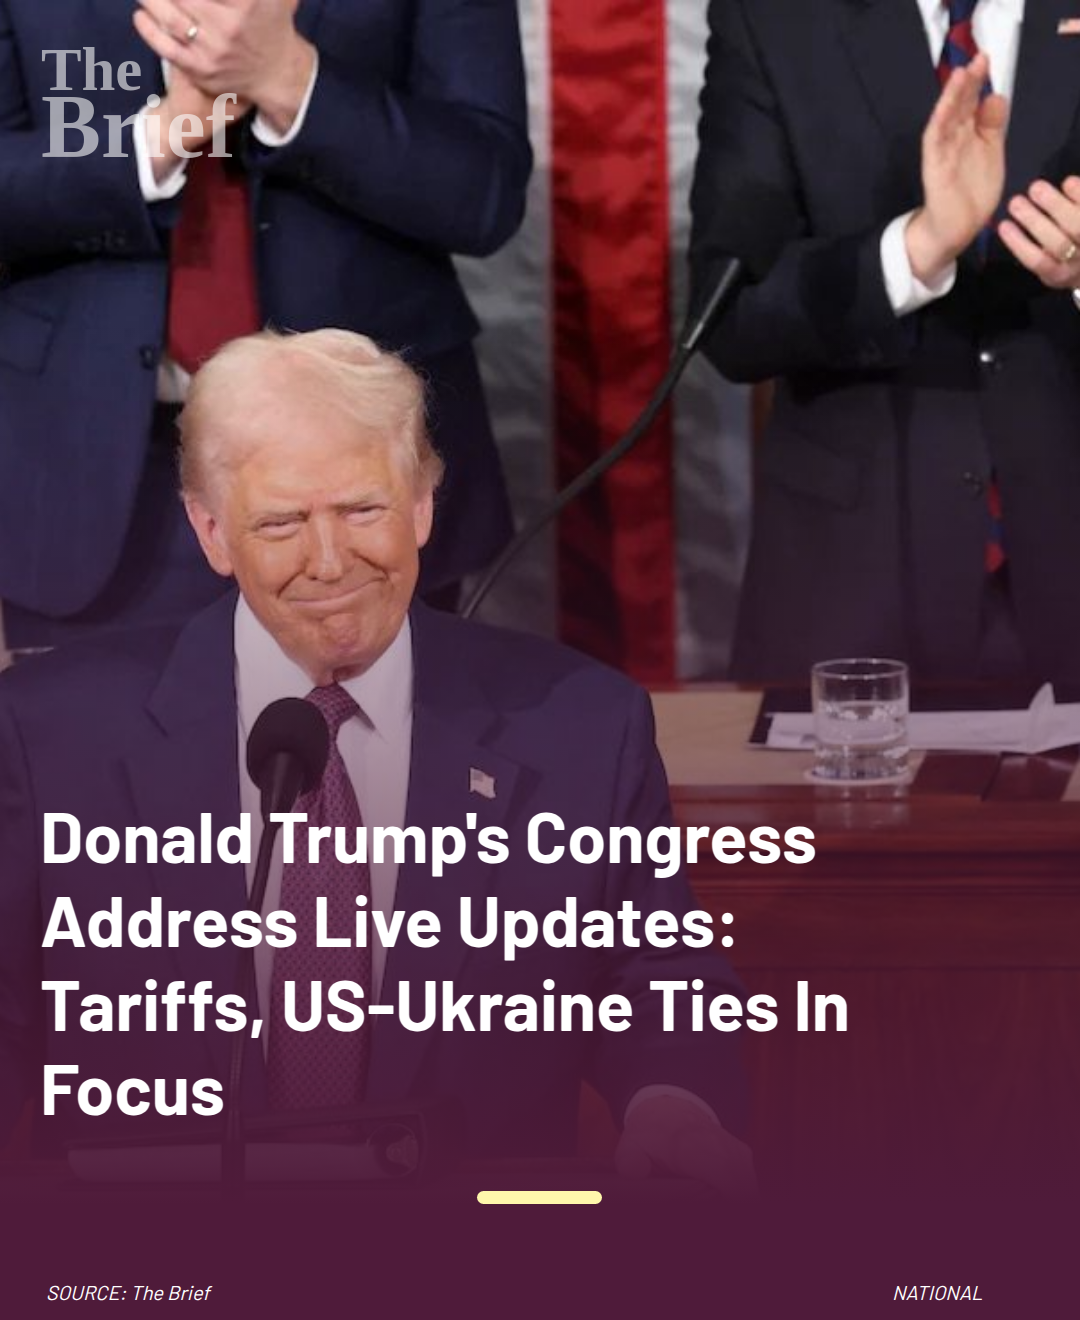 The
Brief
Donald Trump's Congress
Address Live Updates:
Tariffs, US-Ukraine Ties In
Focus
SOURCE: The Brief
NATIONAL